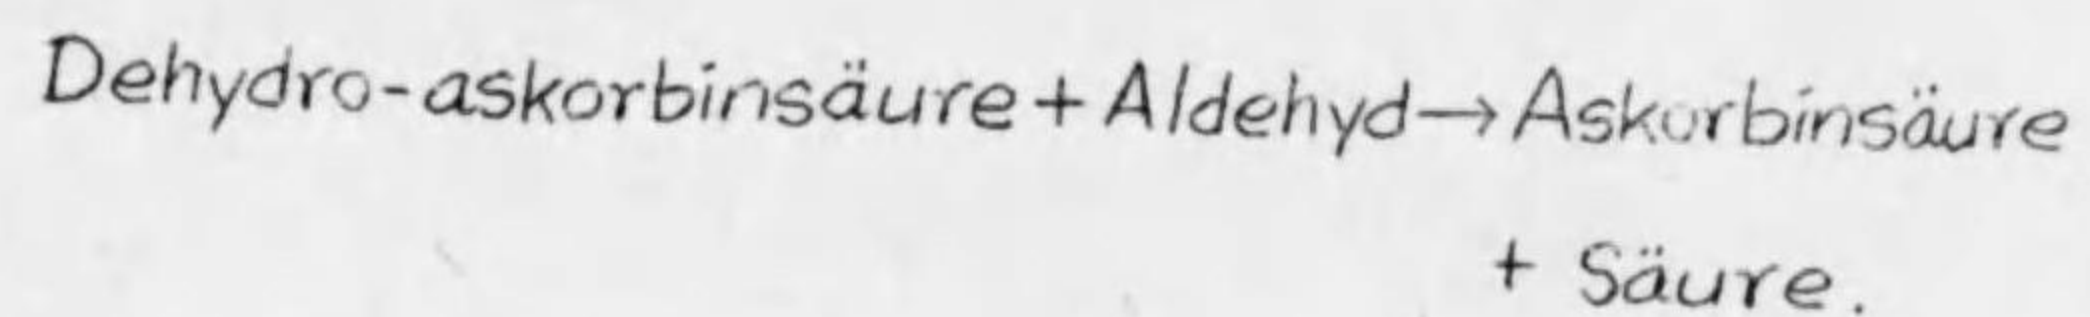 Dehydro-askorbinsäure + Aldehyd → Askorbinsäure
+ Säure.